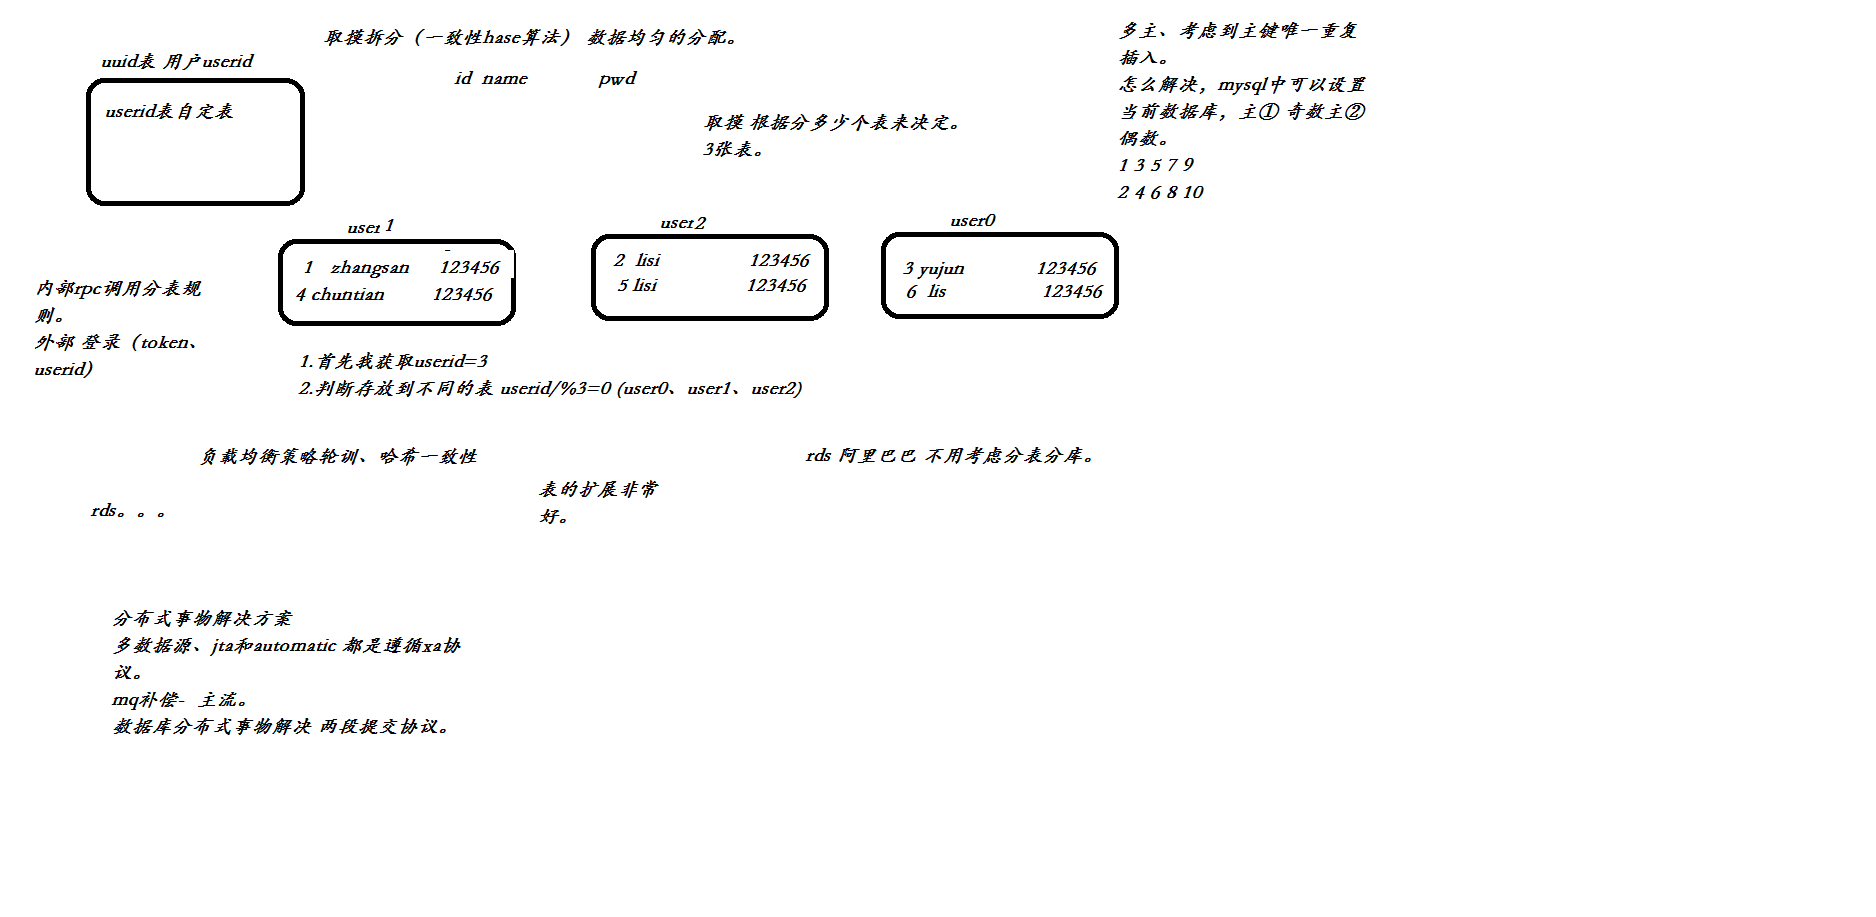 取摸拆分（一致性hase算法） 数据均匀的分配。
id name pwd
uuid表 用户userid
userid表自定表
取摸 根据分多少个表来决定。
3张表。
多主、考虑到主键唯一重复
插入。
怎么解决，mysql中可以设置
当前数据库，主① 奇数主②
偶数。
1 3 5 7 9
2 4 6 8 10
user 1
1 zhangsan 123456
4 chuntian 123456
user2
2 lisi 123456
5 lisi 123456
user0
3 yujun 123456
6 lis 123456
内部rpc调用分表规
则。
外部 登录（token、
userid）
1.首先我获取userid=3
2.判断存放到不同的表 userid/%3=0 (user0、user1、user2)
负载均衡策略轮训、哈希一致性
rds 阿里巴巴 不用考虑分表分库。
表的扩展非常
好。
rds。。。
分布式事物解决方案
多数据源、jta和automatic 都是遵循xa协
议。
mq补偿- 主流。
数据库分布式事物解决 两段提交协议。